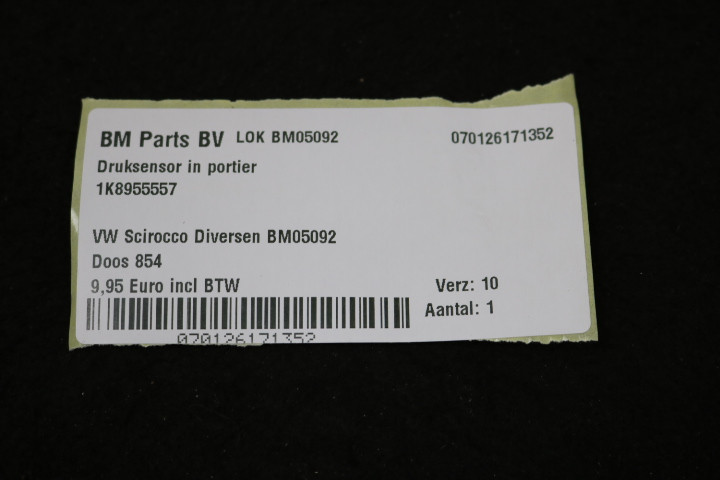 BM Parts BV LOK BM05092 070126171352
Druksensor in portier
1K8955557
VW Scirocco Diversen BM05092
Doos 854
9,95 Euro incl BTW Verz: 10
Aantal: 1
070126171352